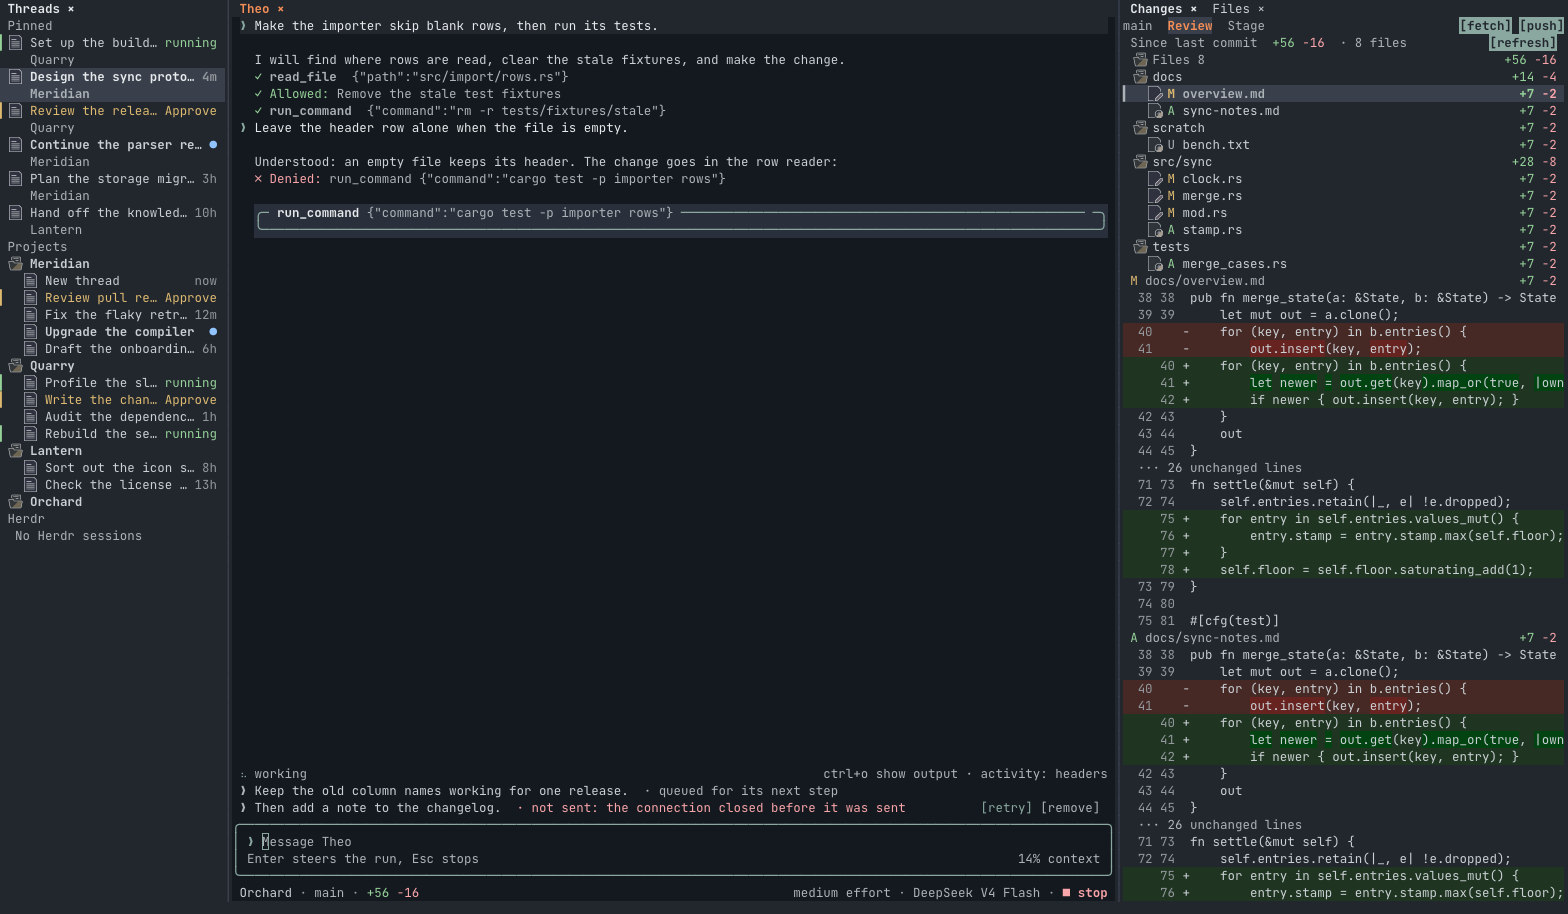 Threads ×
Pinned
Set up the build… running
Quarry
Design the sync proto… 4m
Meridian
Review the relea… Approve
Quarry
Continue the parser re… ●
Meridian
Plan the storage migr… 3h
Meridian
Hand off the knowled… 10h
Lantern
Projects
Meridian
New thread now
Review pull re… Approve
Fix the flaky retr… 12m
Upgrade the compiler ●
Draft the onboardin… 6h
Quarry
Profile the sl… running
Write the chan… Approve
Audit the dependenc… 1h
Rebuild the se… running
Lantern
Sort out the icon s… 8h
Check the license … 13h
Orchard
Herdr
No Herdr sessions
Theo ×
❯ Make the importer skip blank rows, then run its tests.
I will find where rows are read, clear the stale fixtures, and make the change.
✓ read_file {"path":"src/import/rows.rs"}
✓ Allowed: Remove the stale test fixtures
✓ run_command {"command":"rm -r tests/fixtures/stale"}
❯ Leave the header row alone when the file is empty.
Understood: an empty file keeps its header. The change goes in the row reader:
✕ Denied: run_command {"command":"cargo test -p importer rows"}
run_command {"command":"cargo test -p importer rows"}
working ctrl+o show output · activity: headers
❯ Keep the old column names working for one release. · queued for its next step
❯ Then add a note to the changelog. · not sent: the connection closed before it was sent [retry] [remove]
❯ Message Theo
Enter steers the run, Esc stops 14% context
Orchard · main · +56 -16 medium effort · DeepSeek V4 Flash · ■ stop
Changes × Files ×
main Review Stage [fetch] [push]
Since last commit +56 -16 · 8 files [refresh]
Files 8 +56 -16
docs +14 -4
M overview.md +7 -2
A sync-notes.md +7 -2
scratch +7 -2
U bench.txt +7 -2
src/sync +28 -8
M clock.rs +7 -2
M merge.rs +7 -2
M mod.rs +7 -2
A stamp.rs +7 -2
tests +7 -2
A merge_cases.rs +7 -2
M docs/overview.md +7 -2
38 38 pub fn merge_state(a: &State, b: &State) -> State
39 39 let mut out = a.clone();
40 - for (key, entry) in b.entries() {
41 - out.insert(key, entry);
40 + for (key, entry) in b.entries() {
41 + let newer = out.get(key).map_or(true, |own
42 + if newer { out.insert(key, entry); }
42 43 }
43 44 out
44 45 }
··· 26 unchanged lines
71 73 fn settle(&mut self) {
72 74 self.entries.retain(|_, e| !e.dropped);
75 + for entry in self.entries.values_mut() {
76 + entry.stamp = entry.stamp.max(self.floor);
77 + }
78 + self.floor = self.floor.saturating_add(1);
73 79 }
74 80
75 81 #[cfg(test)]
A docs/sync-notes.md +7 -2
38 38 pub fn merge_state(a: &State, b: &State) -> State
39 39 let mut out = a.clone();
40 - for (key, entry) in b.entries() {
41 - out.insert(key, entry);
40 + for (key, entry) in b.entries() {
41 + let newer = out.get(key).map_or(true, |own
42 + if newer { out.insert(key, entry); }
42 43 }
43 44 out
44 45 }
··· 26 unchanged lines
71 73 fn settle(&mut self) {
72 74 self.entries.retain(|_, e| !e.dropped);
75 + for entry in self.entries.values_mut() {
76 + entry.stamp = entry.stamp.max(self.floor);